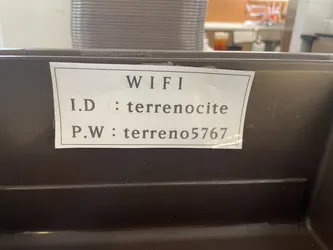 WIFI
I.D : terrenocite
P.W : terreno5767